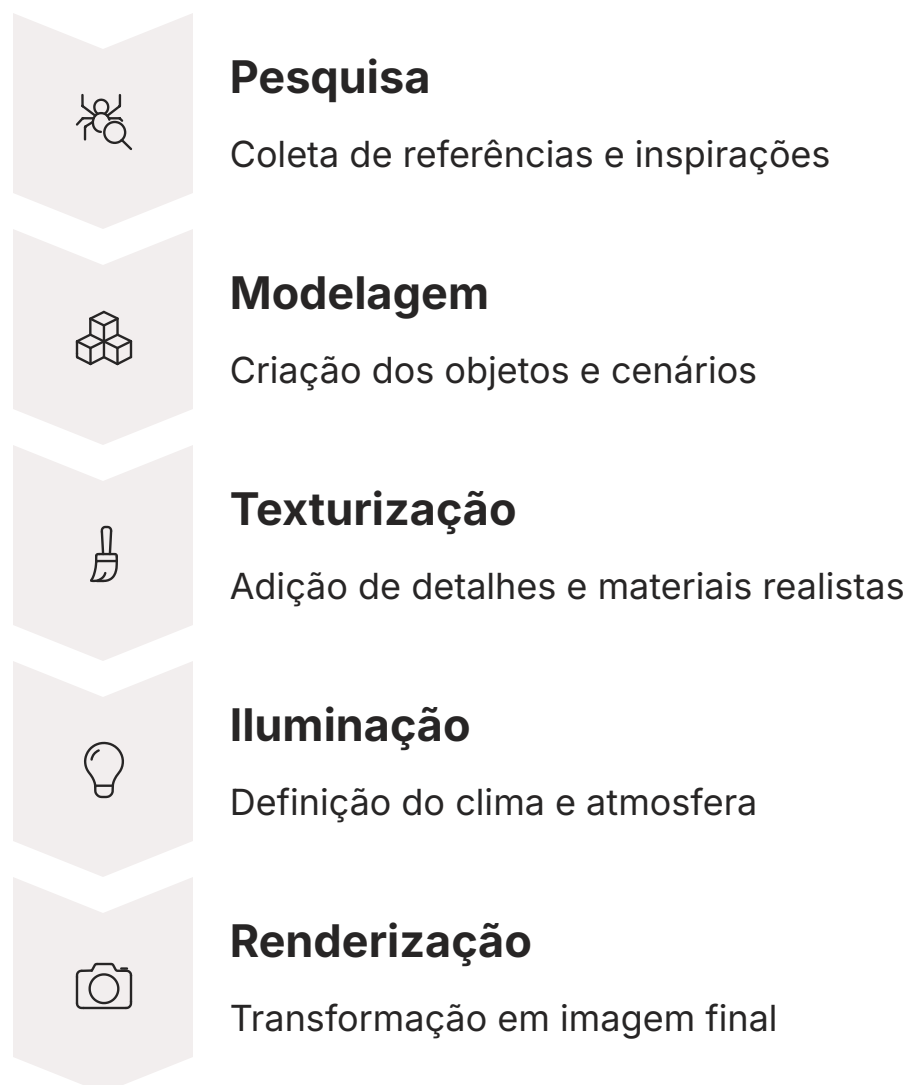 Pesquisa
Coleta de referências e inspirações
Modelagem
Criação dos objetos e cenários
Texturização
Adição de detalhes e materiais realistas
Iluminação
Definição do clima e atmosfera
Renderização
Transformação em imagem final